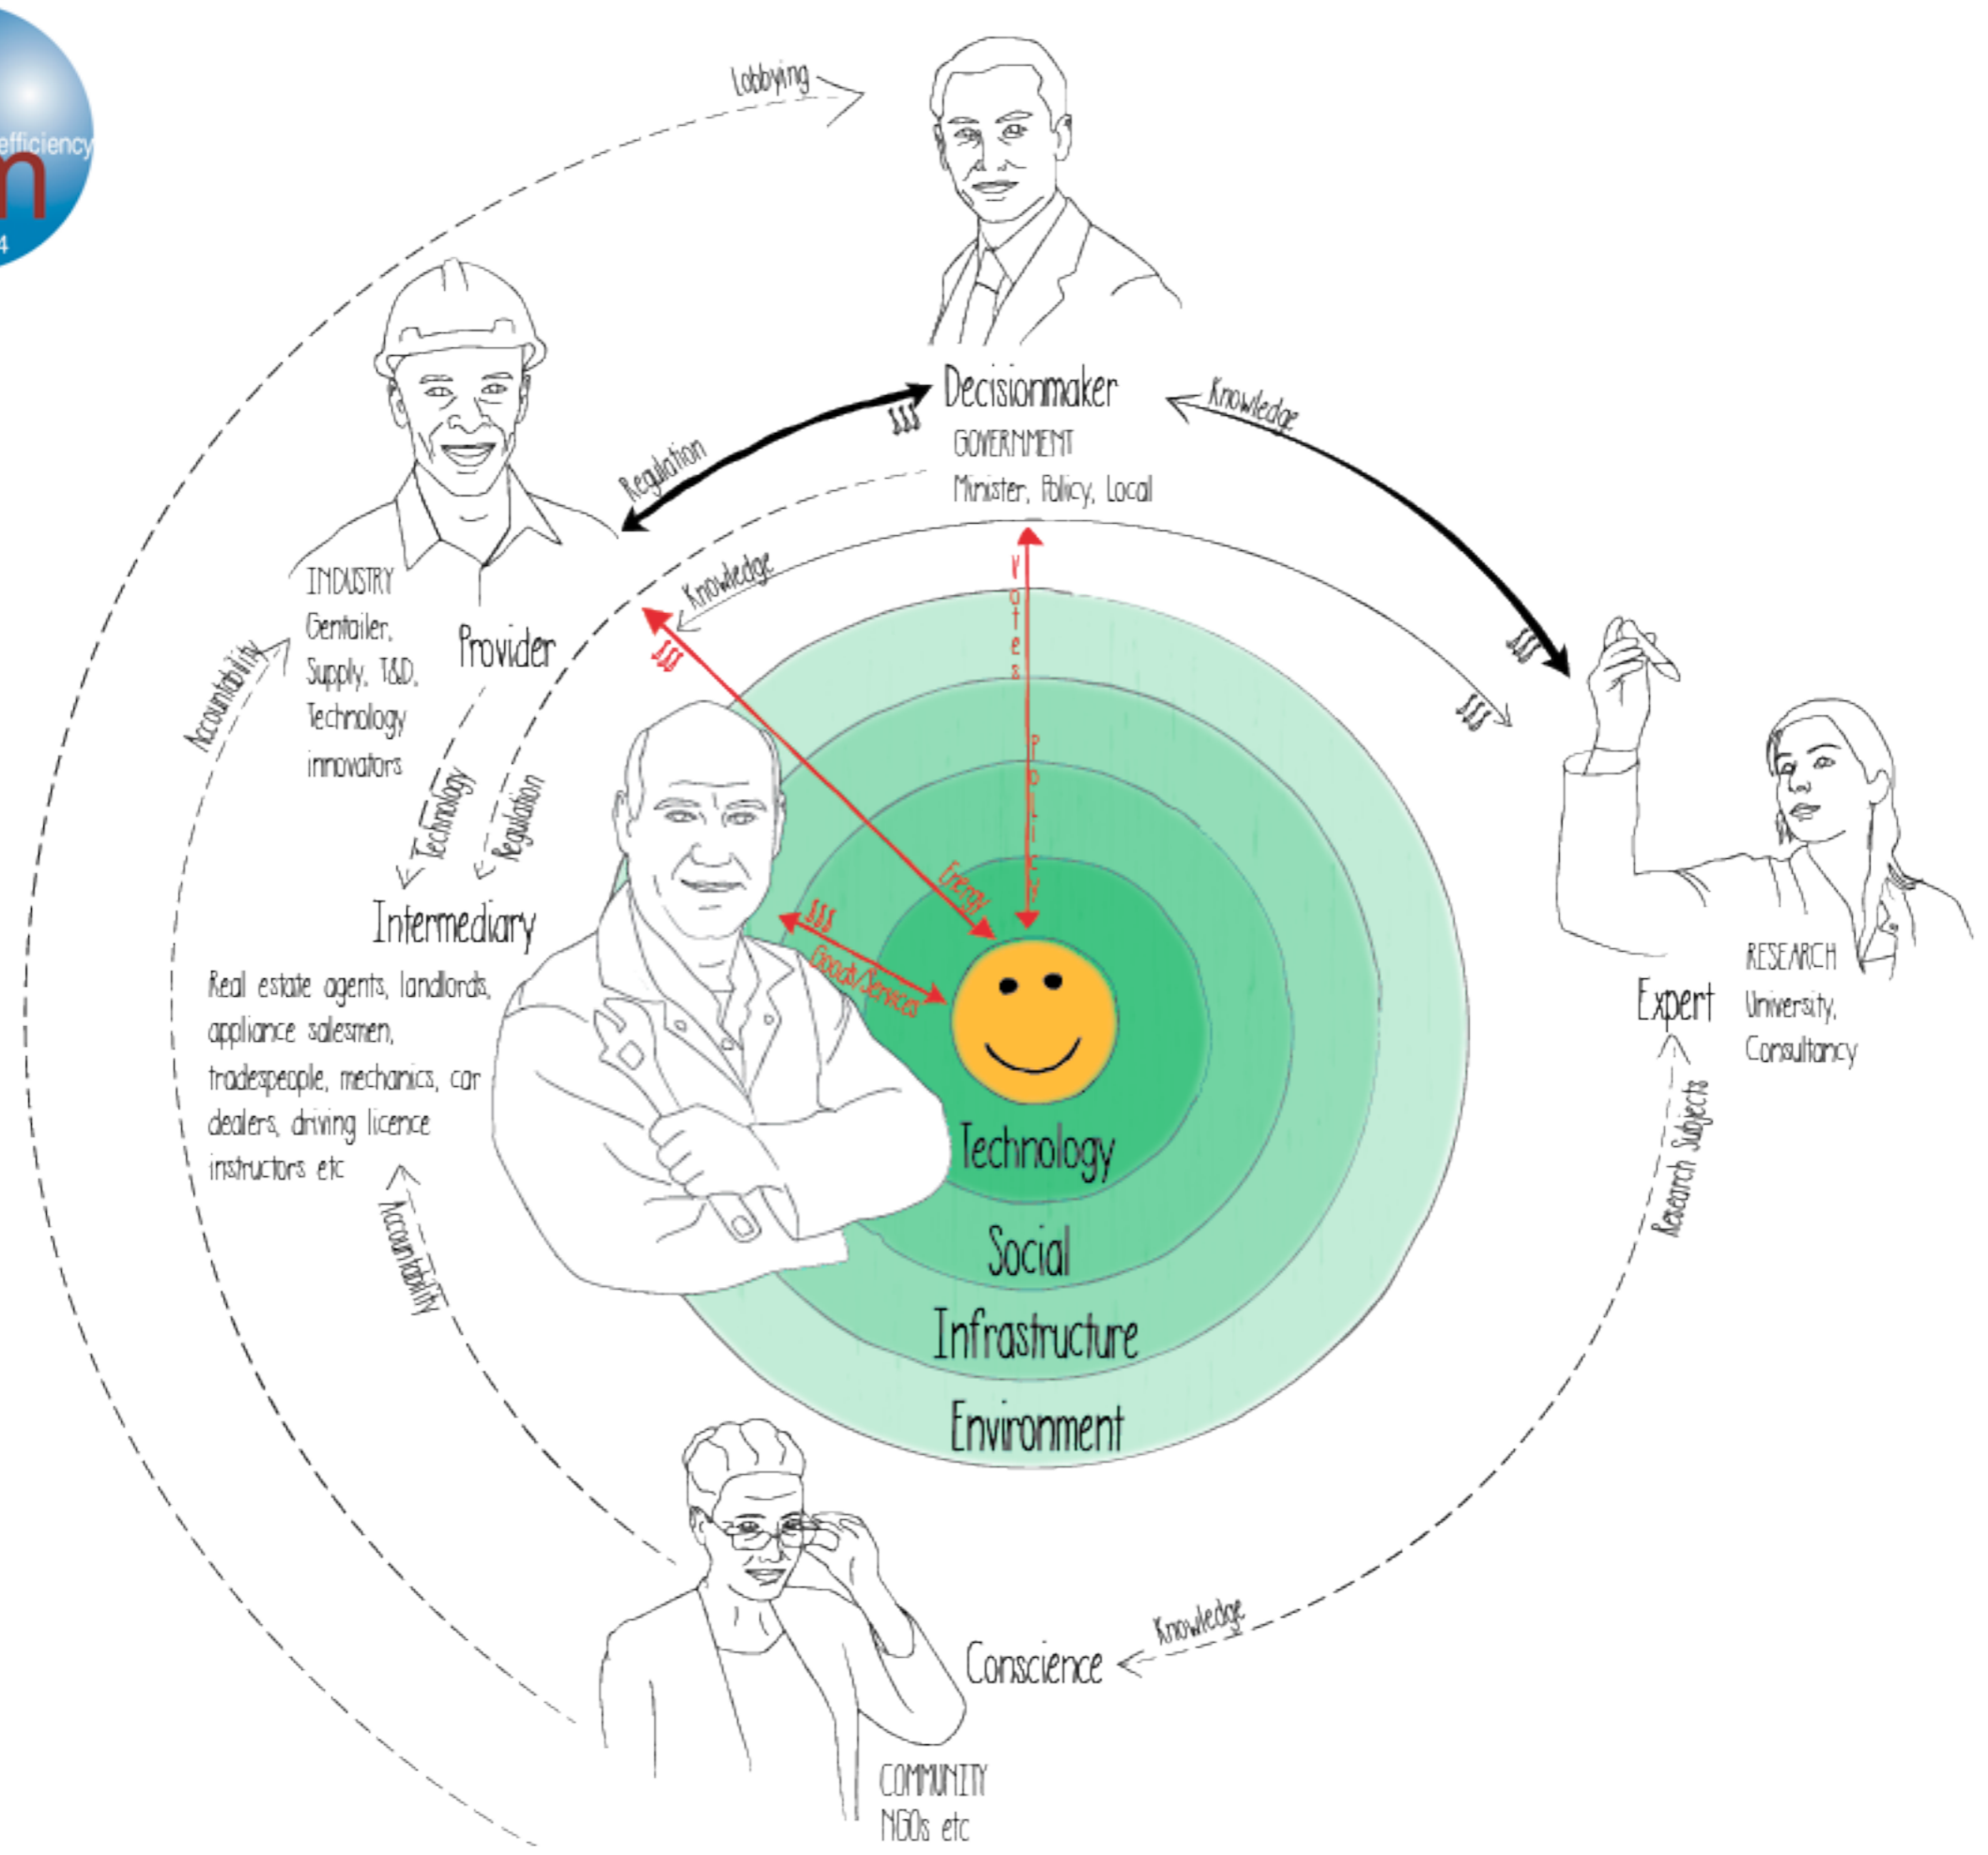 efficiency
n
4
Lobbying
Decisionmaker
GOVERNMENT
Minister, Policy, Local
Knowledge
$$$
Regulation
$$$
Knowledge
$$$
$$$
INDUSTRY
Gentailer,
Supply, T&D,
Technology
innovators
Provider
Accountability
Technology
Regulation
Votes
Policy
Energy
$$$
Goods/Services
Intermediary
Real estate agents, landlords,
appliance salesmen,
tradespeople, mechanics, car
dealers, driving licence
instructors etc
Accountability
Expert
RESEARCH
University,
Consultancy
Research Subjects
Technology
Social
Infrastructure
Environment
Knowledge
Conscience
COMMUNITY
NGOs etc